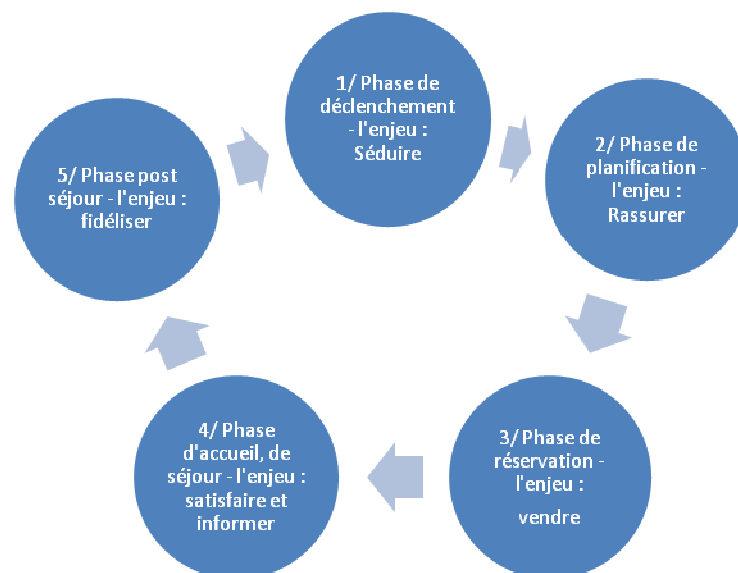 1/ Phase de
déclenchement
- l'enjeu :
Séduire
2/ Phase de
planification -
l'enjeu :
Rassurer
3/ Phase de
réservation -
l'enjeu :
vendre
4/ Phase
d'accueil, de
séjour - l'enjeu :
satisfaire et
informer
5/ Phase post
séjour - l'enjeu :
fidéliser